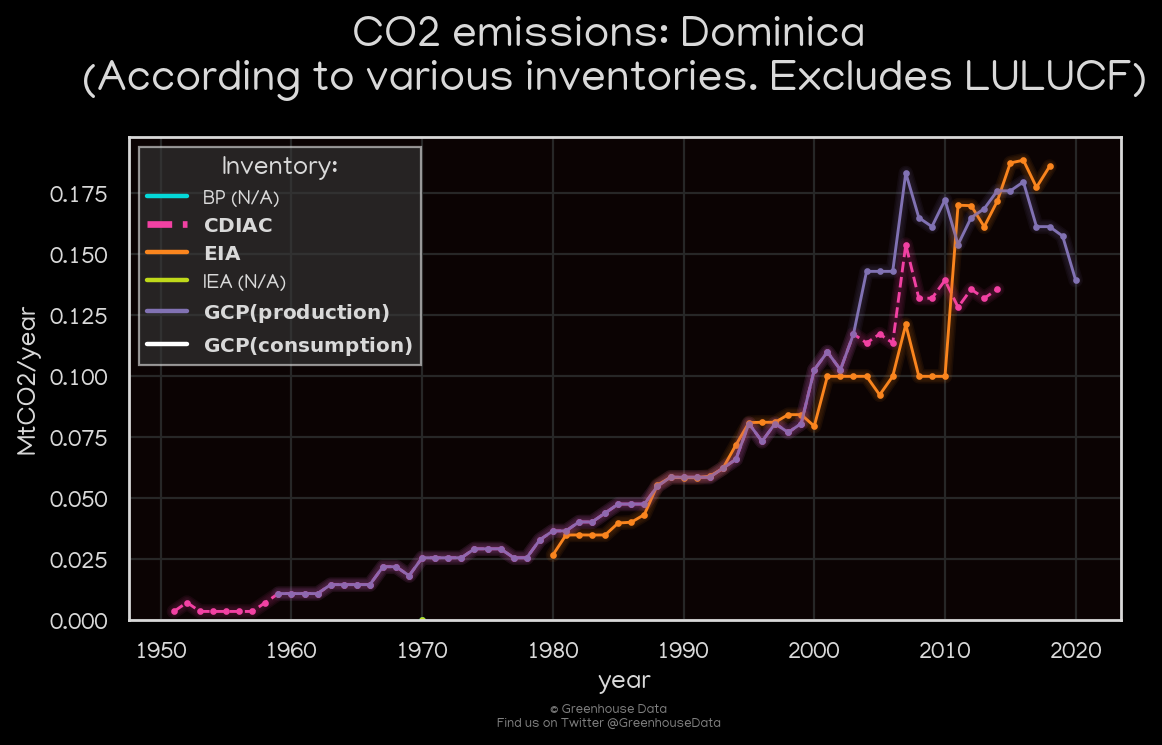 CO2 emissions: Dominica
(According to various inventories. Excludes LULUCF)
Inventory:
BP (N/A)
CDIAC
EIA
IEA (N/A)
GCP(production)
GCP(consumption)
MtCO2/year
0.175
0.150
0.125
0.100
0.075
0.050
0.025
0.000
1950 1960 1970 1980 1990 2000 2010 2020
year
© Greenhouse Data
Find us on Twitter @GreenhouseData